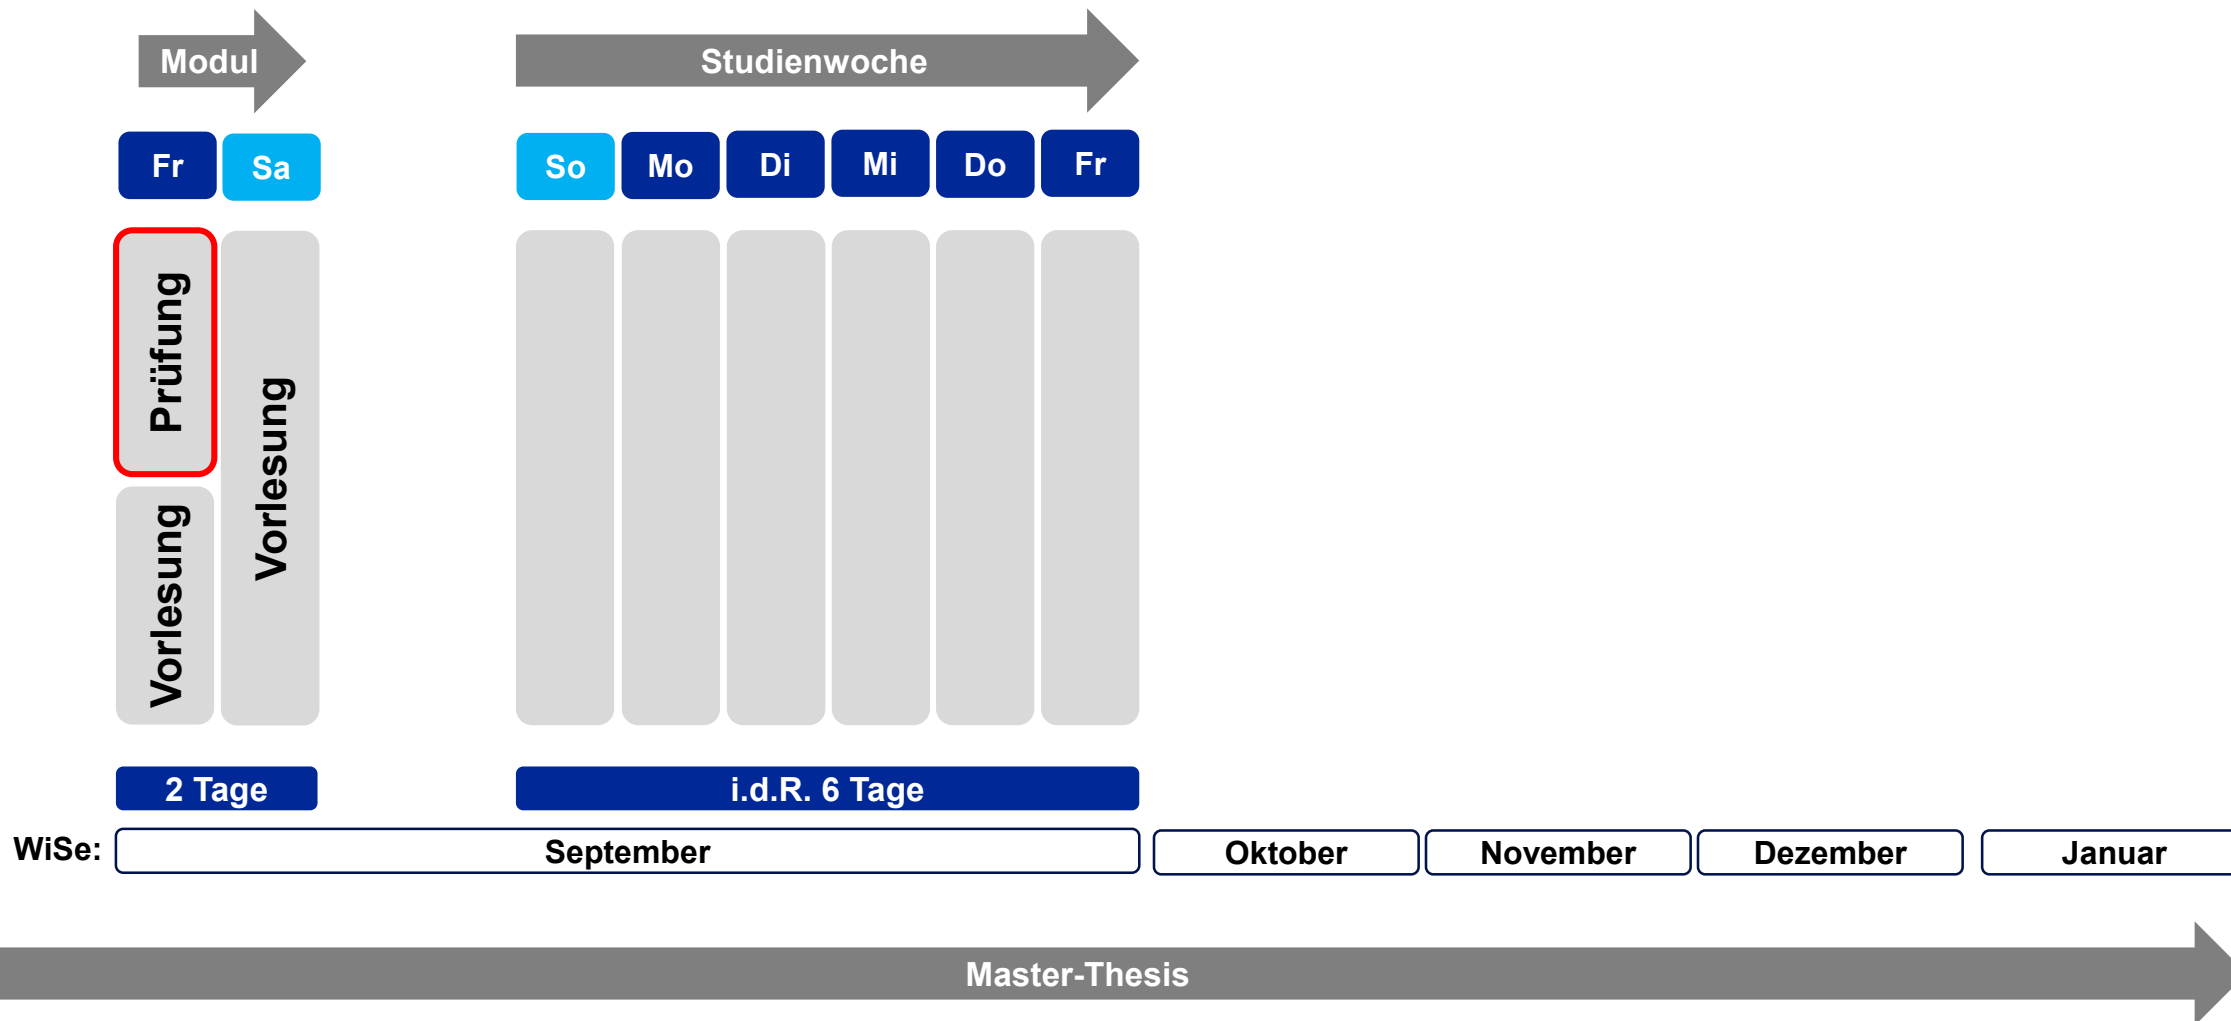 Modul
Studienwoche
Fr
Sa
So
Mo
Di
Mi
Do
Fr
Prüfung
Vorlesung
Vorlesung
2 Tage
i.d.R. 6 Tage
WiSe:
September
Oktober
November
Dezember
Januar
Master-Thesis